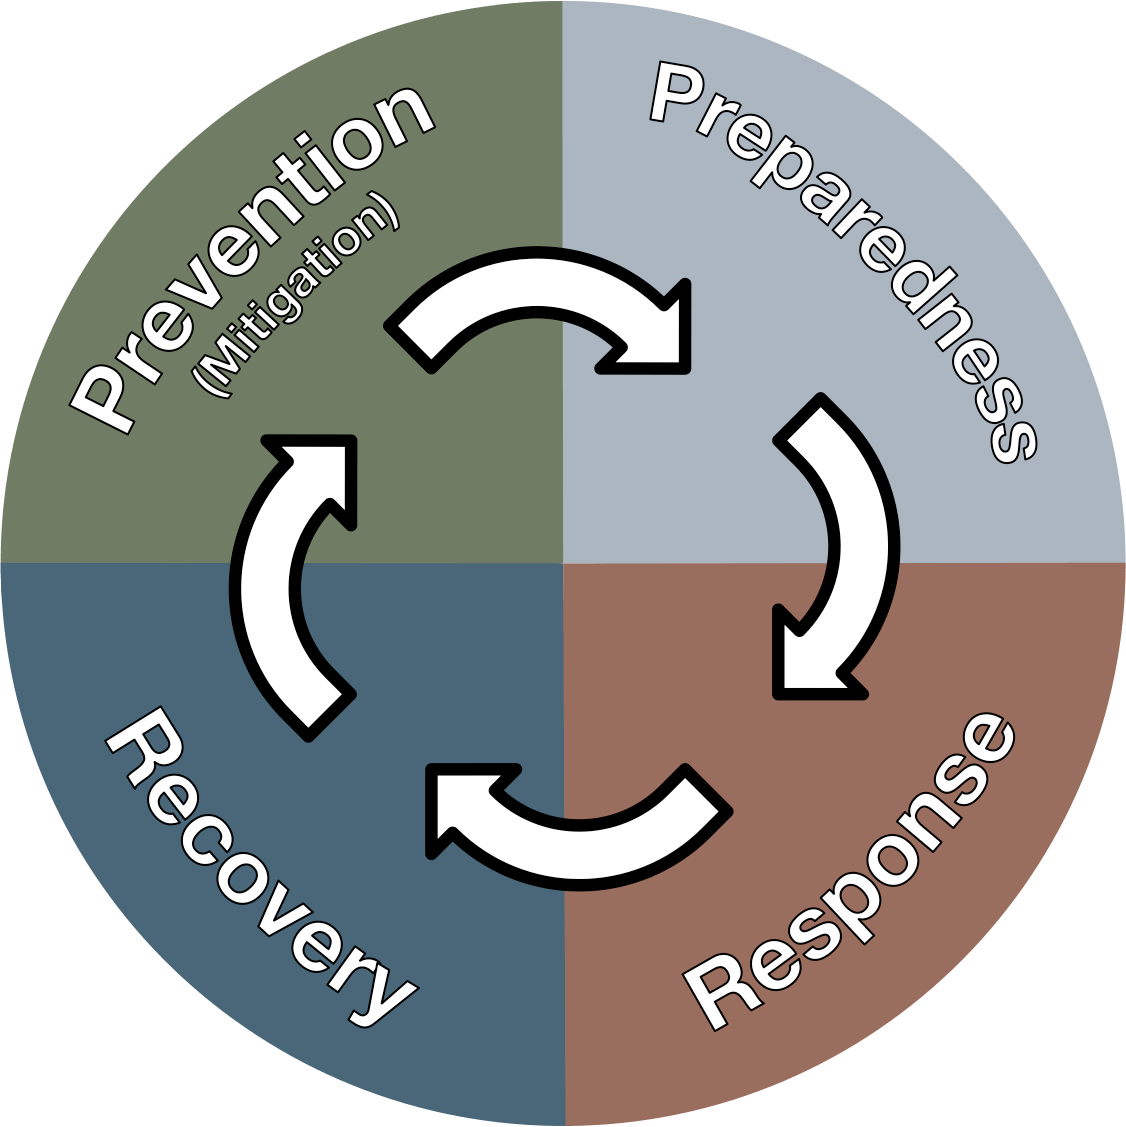 Prevention
(Mitigation)
Preparedness
Response
Recovery